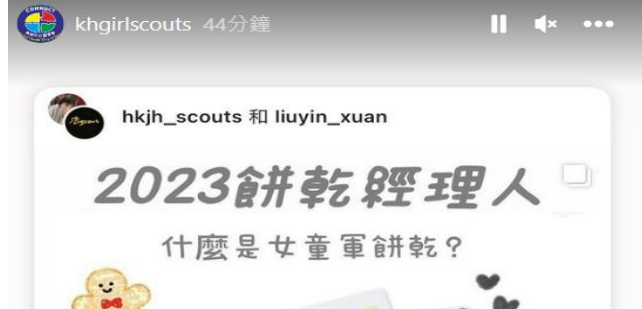 khgirlscouts 44分鐘
hkjh_scouts 和 liuyin_xuan
2023餅乾經理人
什麼是女童軍餅乾？